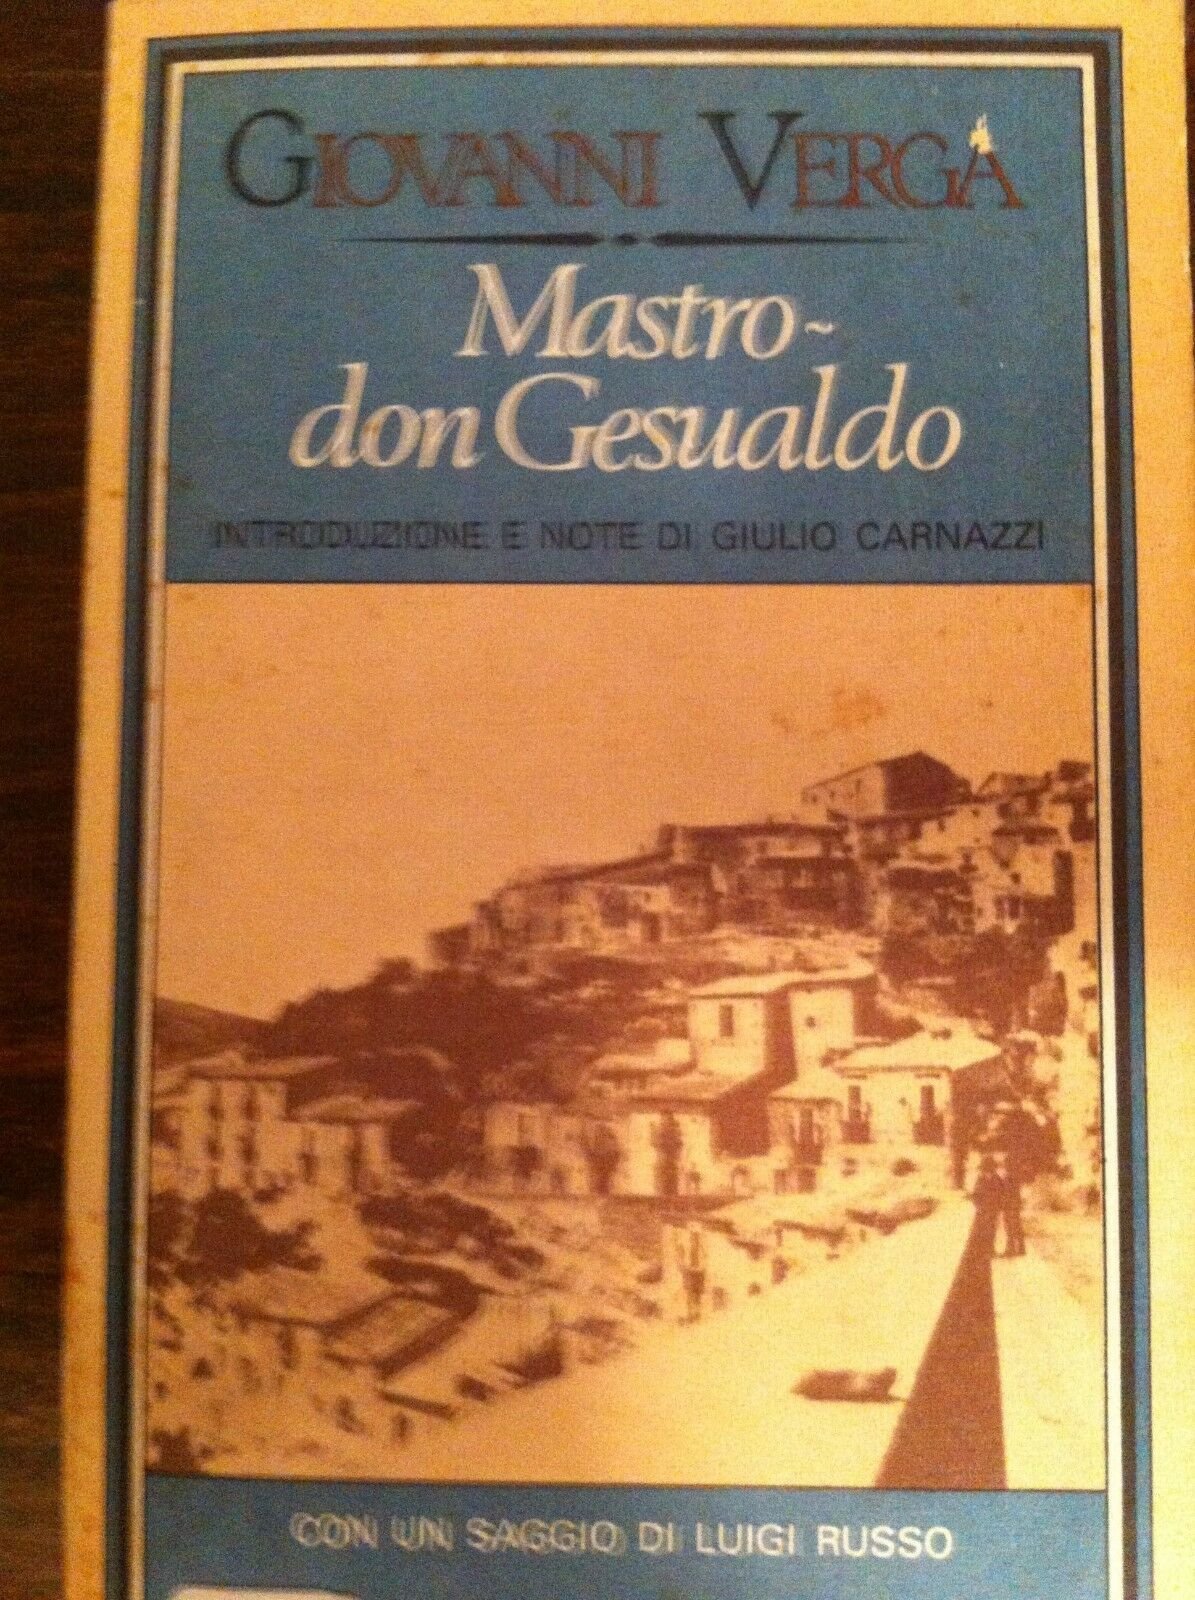 GIOVANNI VERGA
Mastro-
don Gesualdo
INTRODUZIONE E NOTE DI GIULIO CARNAZZI
CON UN SAGGIO DI LUIGI RUSSO